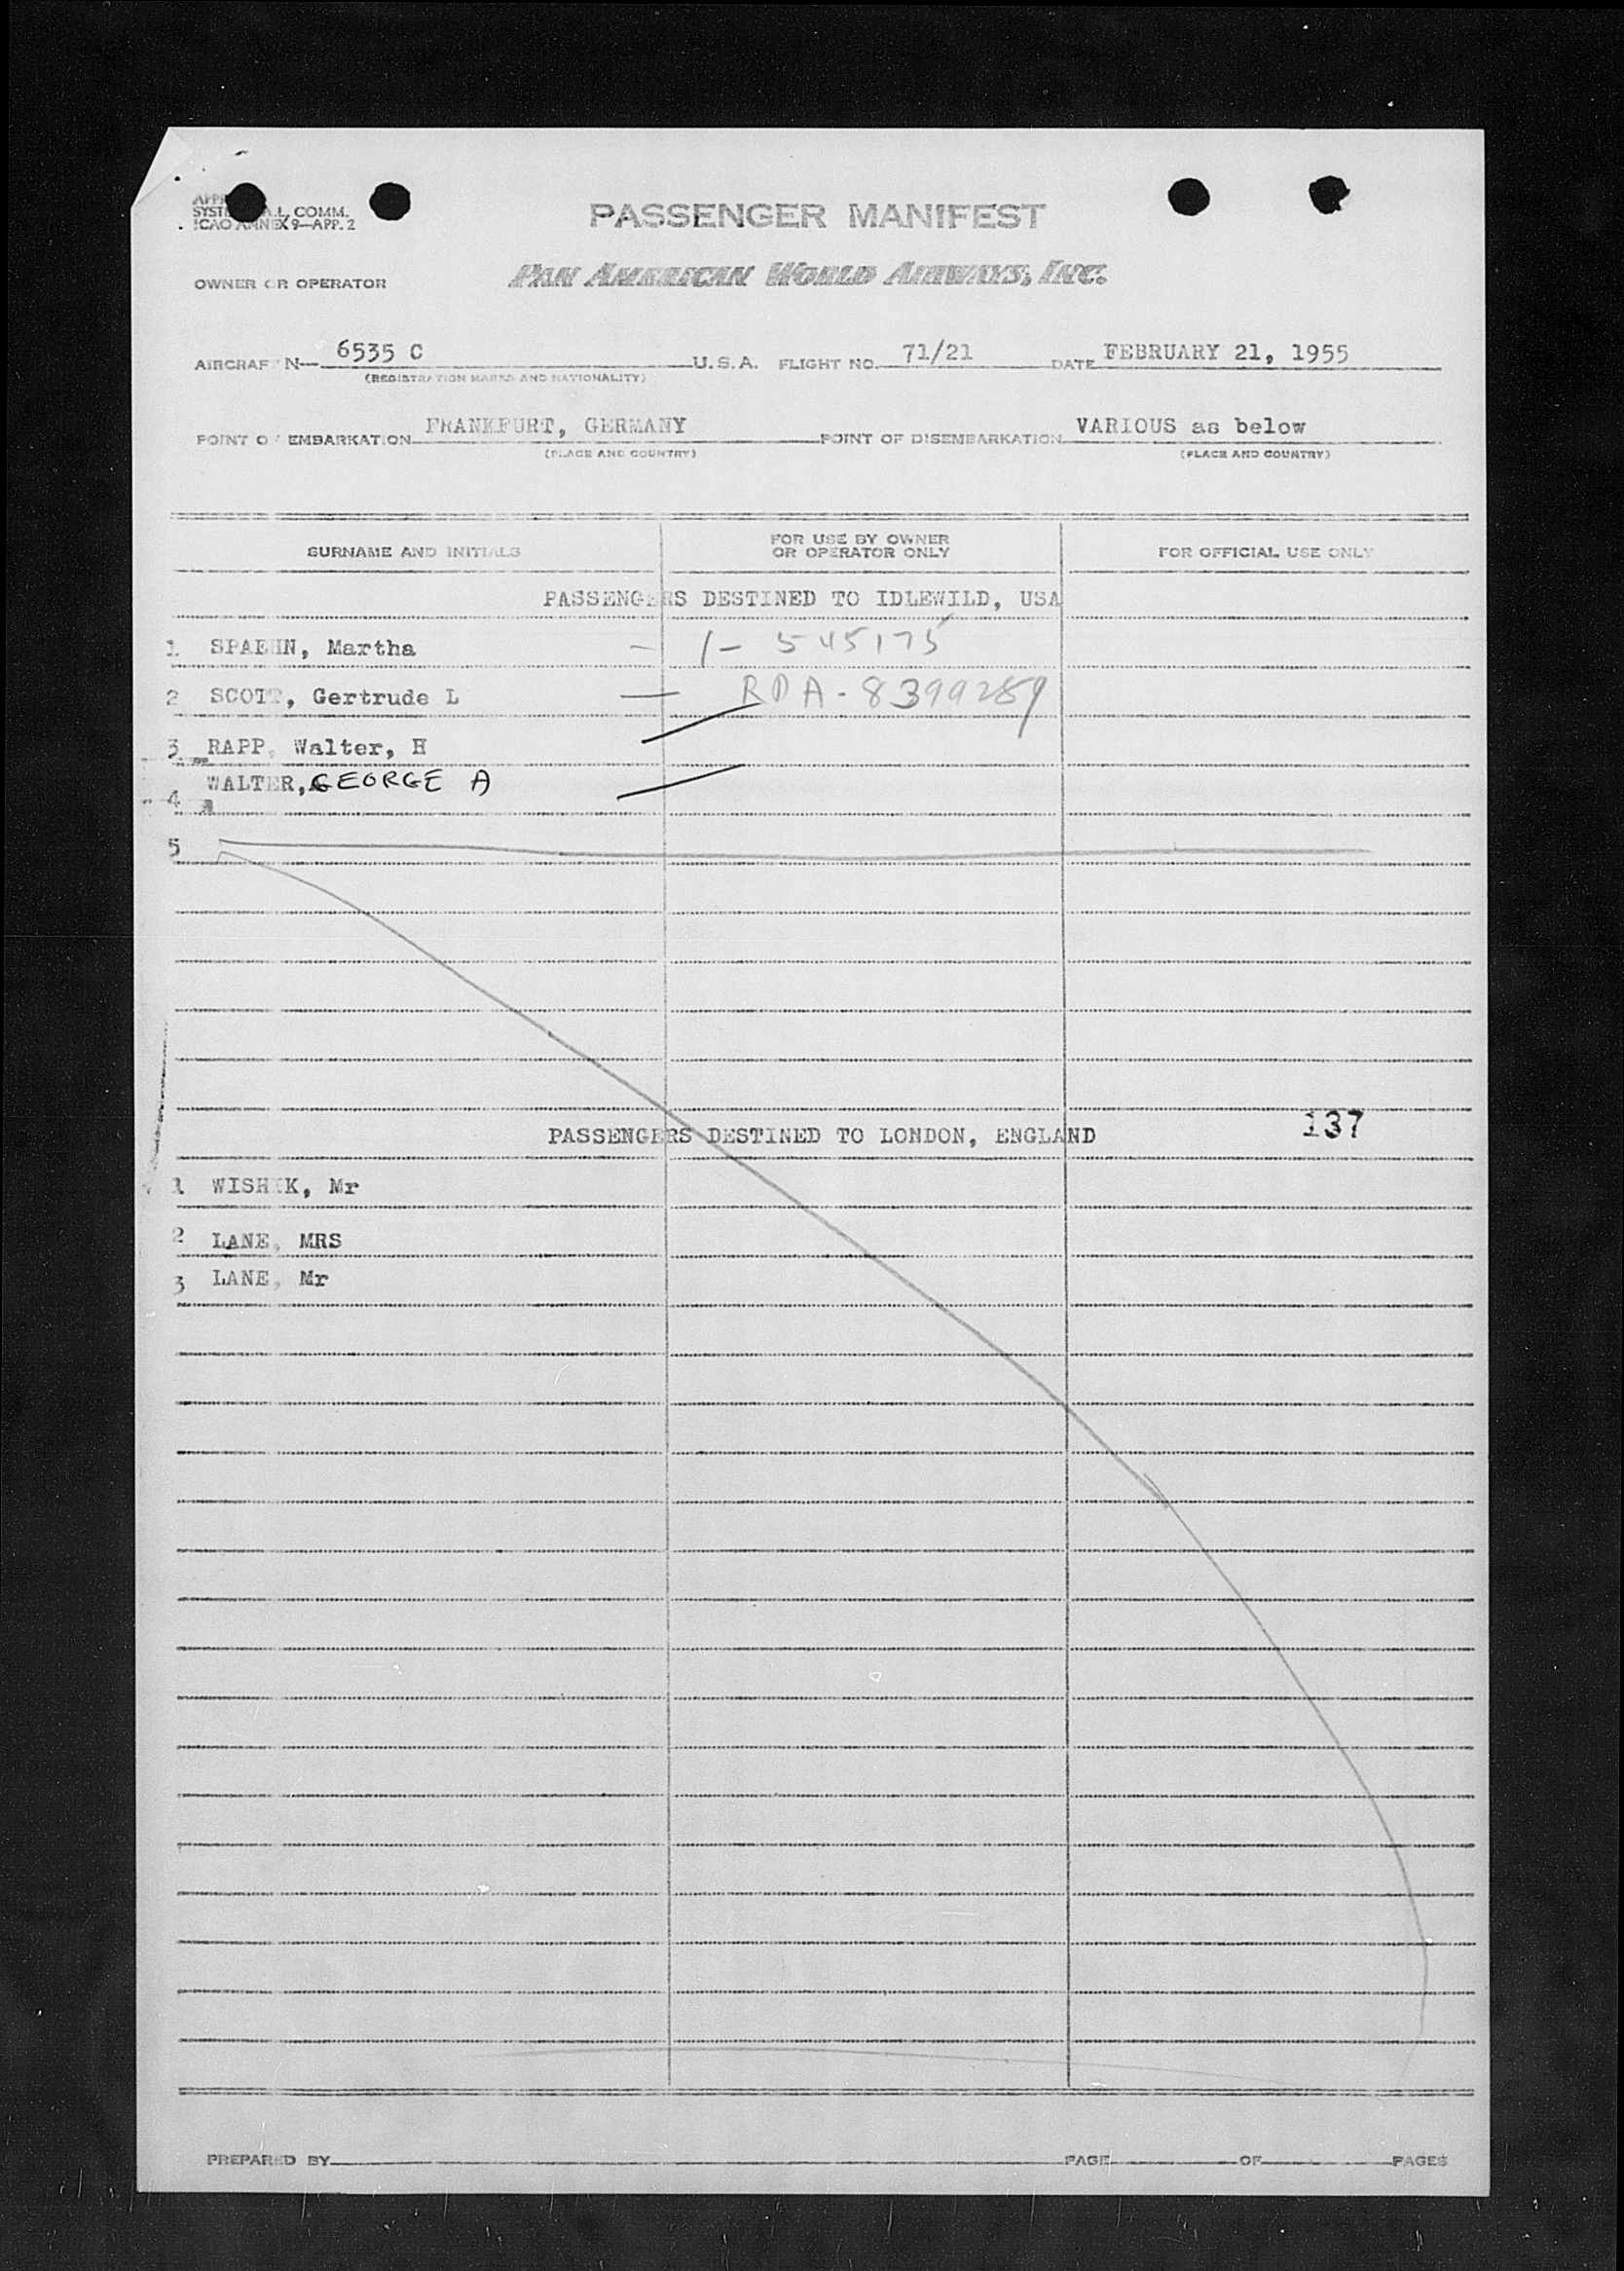 SYST L. COMM.
ICAO ANNEX 9—APP. 2
PASSENGER MANIFEST
OWNER OR OPERATOR PAN AMERICAN WORLD AIRWAYS, INC.
AIRCRAFT N— 6535 C U.S.A. FLIGHT NO. 71/21 DATE FEBRUARY 21, 1955
(REGISTRATION MARKS AND NATIONALITY)
POINT OF EMBARKATION FRANKFURT, GERMANY POINT OF DISEMBARKATION VARIOUS as below
(PLACE AND COUNTRY) (PLACE AND COUNTRY)
SURNAME AND INITIALS FOR USE BY OWNER OR OPERATOR ONLY FOR OFFICIAL USE ONLY
PASSENGERS DESTINED TO IDLEWILD, USA
1 SPAEHN, Martha — 1- 545175
2 SCOTT, Gertrude L — RDA-8399289
3 RAPP, Walter, H
4 WALTER, GEORGE A
5
PASSENGERS DESTINED TO LONDON, ENGLAND 137
1 WISHIK, Mr
2 LANE, MRS
3 LANE, Mr
PREPARED BY PAGE OF PAGES